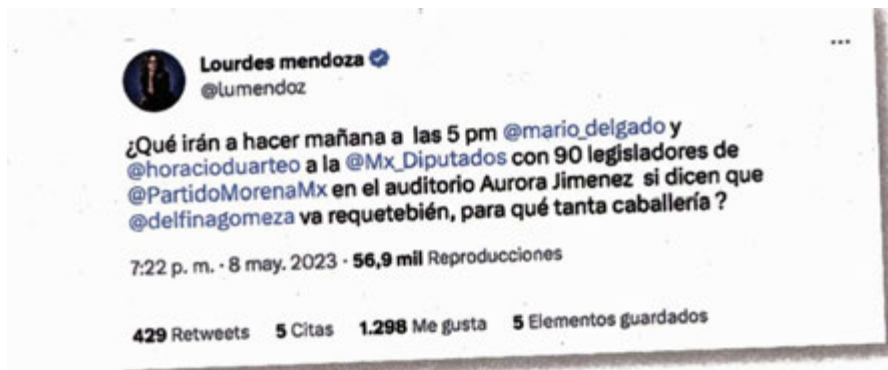 Lourdes mendoza
@lumendoz
¿Qué irán a hacer mañana a las 5 pm @mario_delgado y
@horacioduarteo a la @Mx_Diputados con 90 legisladores de
@PartidoMorenaMx en el auditorio Aurora Jimenez si dicen que
@delfinagomeza va requetebién, para qué tanta caballería ?
7:22 p. m. · 8 may. 2023 · 56,9 mil Reproducciones
429 Retweets 5 Citas 1.298 Me gusta 5 Elementos guardados